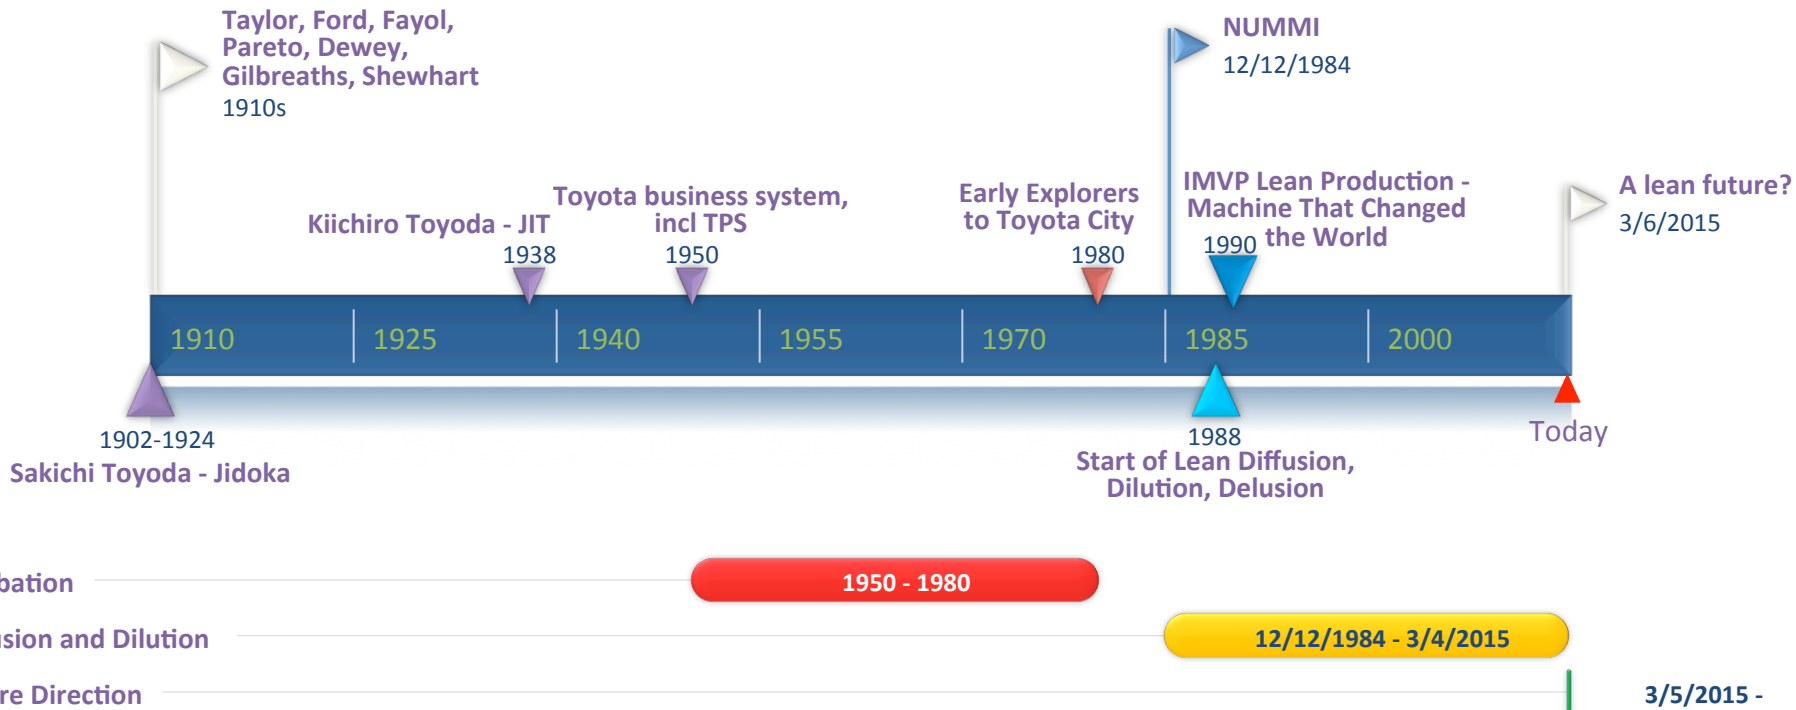 Taylor, Ford, Fayol,
Pareto, Dewey,
Gilbreaths, Shewhart
1910s
NUMMI
12/12/1984
Kiichiro Toyoda - JIT
1938
Toyota business system,
incl TPS
1950
Early Explorers
to Toyota City
1980
IMVP Lean Production -
Machine That Changed
the World
1990
A lean future?
3/6/2015
1910 1925 1940 1955 1970 1985 2000
1902-1924
Sakichi Toyoda - Jidoka
1988
Start of Lean Diffusion,
Dilution, Delusion
Today
bation 1950 - 1980
usion and Dilution 12/12/1984 - 3/4/2015
re Direction 3/5/2015 -